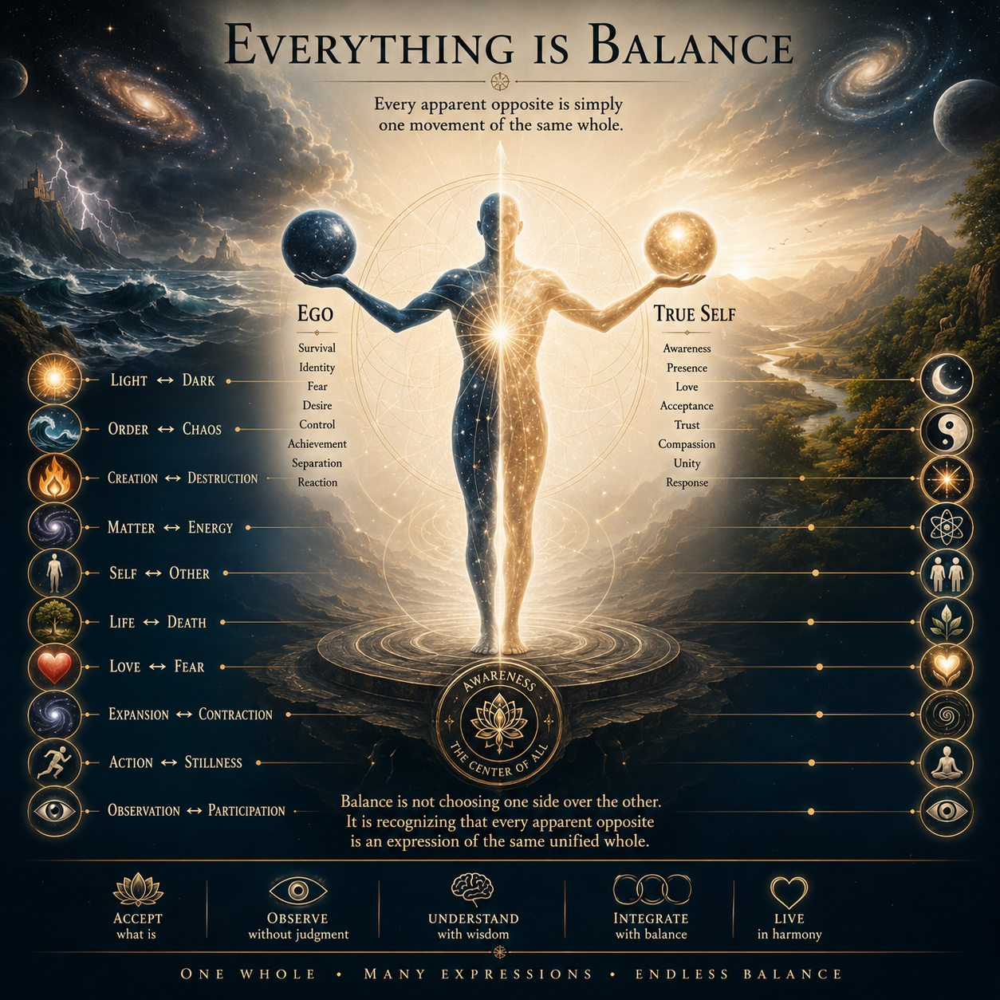 EVERYTHING IS BALANCE
Every apparent opposite is simply
one movement of the same whole.
EGO
Survival
Identity
Fear
Desire
Control
Achievement
Separation
Reaction
TRUE SELF
Awareness
Presence
Love
Acceptance
Trust
Compassion
Unity
Response
LIGHT ↔ DARK
ORDER ↔ CHAOS
CREATION ↔ DESTRUCTION
MATTER ↔ ENERGY
SELF ↔ OTHER
LIFE ↔ DEATH
LOVE ↔ FEAR
EXPANSION ↔ CONTRACTION
ACTION ↔ STILLNESS
OBSERVATION ↔ PARTICIPATION
AWARENESS
THE CENTER OF ALL
Balance is not choosing one side over the other.
It is recognizing that every apparent opposite
is an expression of the same unified whole.
ACCEPT
what is
OBSERVE
without judgment
UNDERSTAND
with wisdom
INTEGRATE
with balance
LIVE
in harmony
ONE WHOLE • MANY EXPRESSIONS • ENDLESS BALANCE